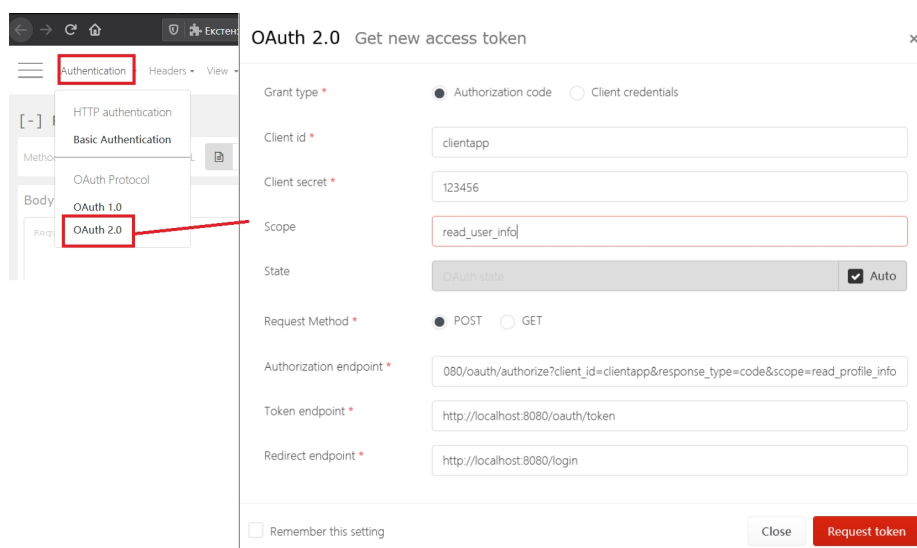 Екстен
Authentication Headers View
HTTP authentication
Basic Authentication
OAuth Protocol
OAuth 1.0
OAuth 2.0
[-]
Metho
L
Body
Requ
OAuth 2.0 Get new access token
×
Grant type * Authorization code Client credentials
Client id * clientapp
Client secret * 123456
Scope read_user_info
State OAuth state Auto
Request Method * POST GET
Authorization endpoint * 080/oauth/authorize?client_id=clientapp&response_type=code&scope=read_profile_info
Token endpoint * http://localhost:8080/oauth/token
Redirect endpoint * http://localhost:8080/login
Remember this setting Close Request token